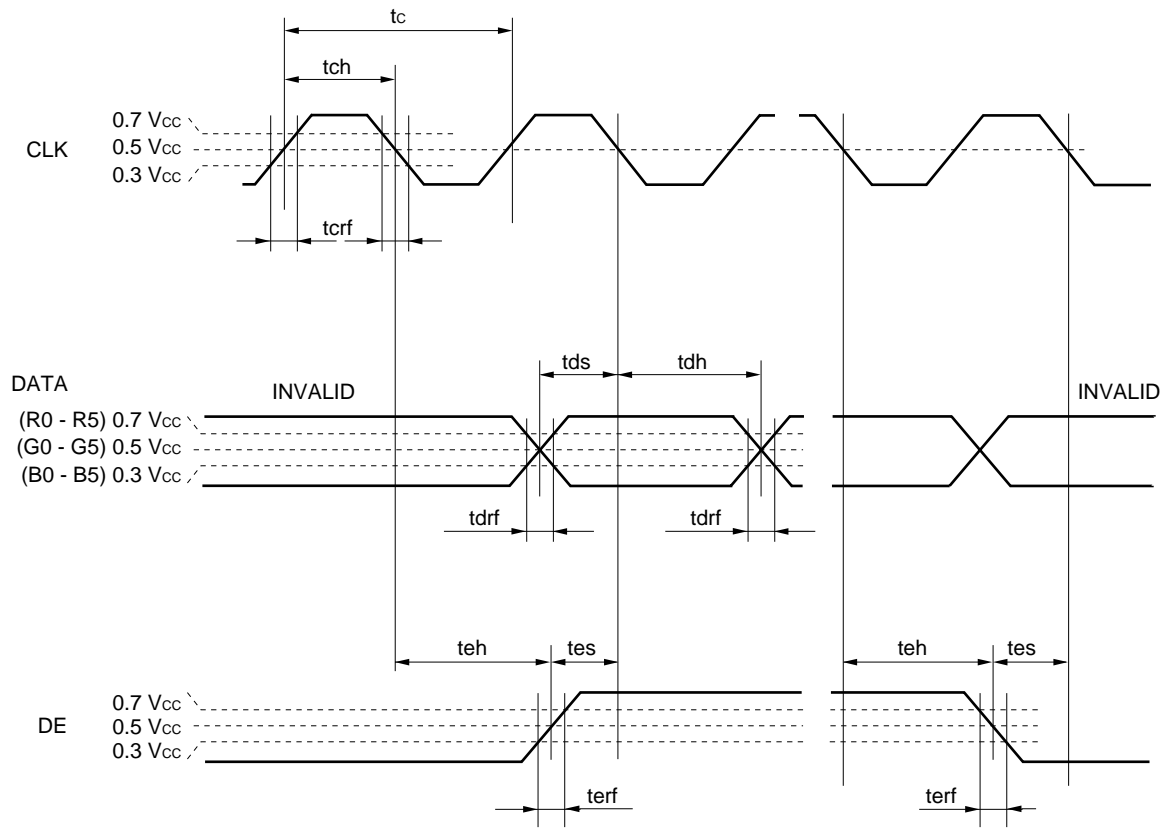 tc
tch
0.7 Vcc
CLK
0.5 Vcc
0.3 Vcc
tcrf
tds
tdh
DATA
INVALID
INVALID
(R0 - R5) 0.7 Vcc
(G0 - G5) 0.5 Vcc
(B0 - B5) 0.3 Vcc
tdrf
tdrf
teh
tes
teh
tes
0.7 Vcc
DE
0.5 Vcc
0.3 Vcc
terf
terf